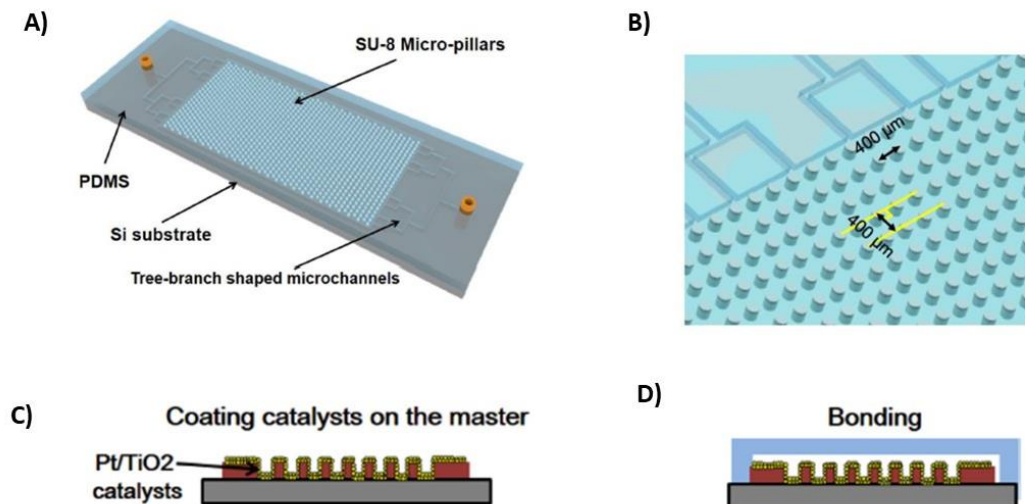 A)
SU-8 Micro-pillars
PDMS
Si substrate
Tree-branch shaped microchannels
B)
400 µm
400 µm
C)
Coating catalysts on the master
Pt/TiO2
catalysts
D)
Bonding